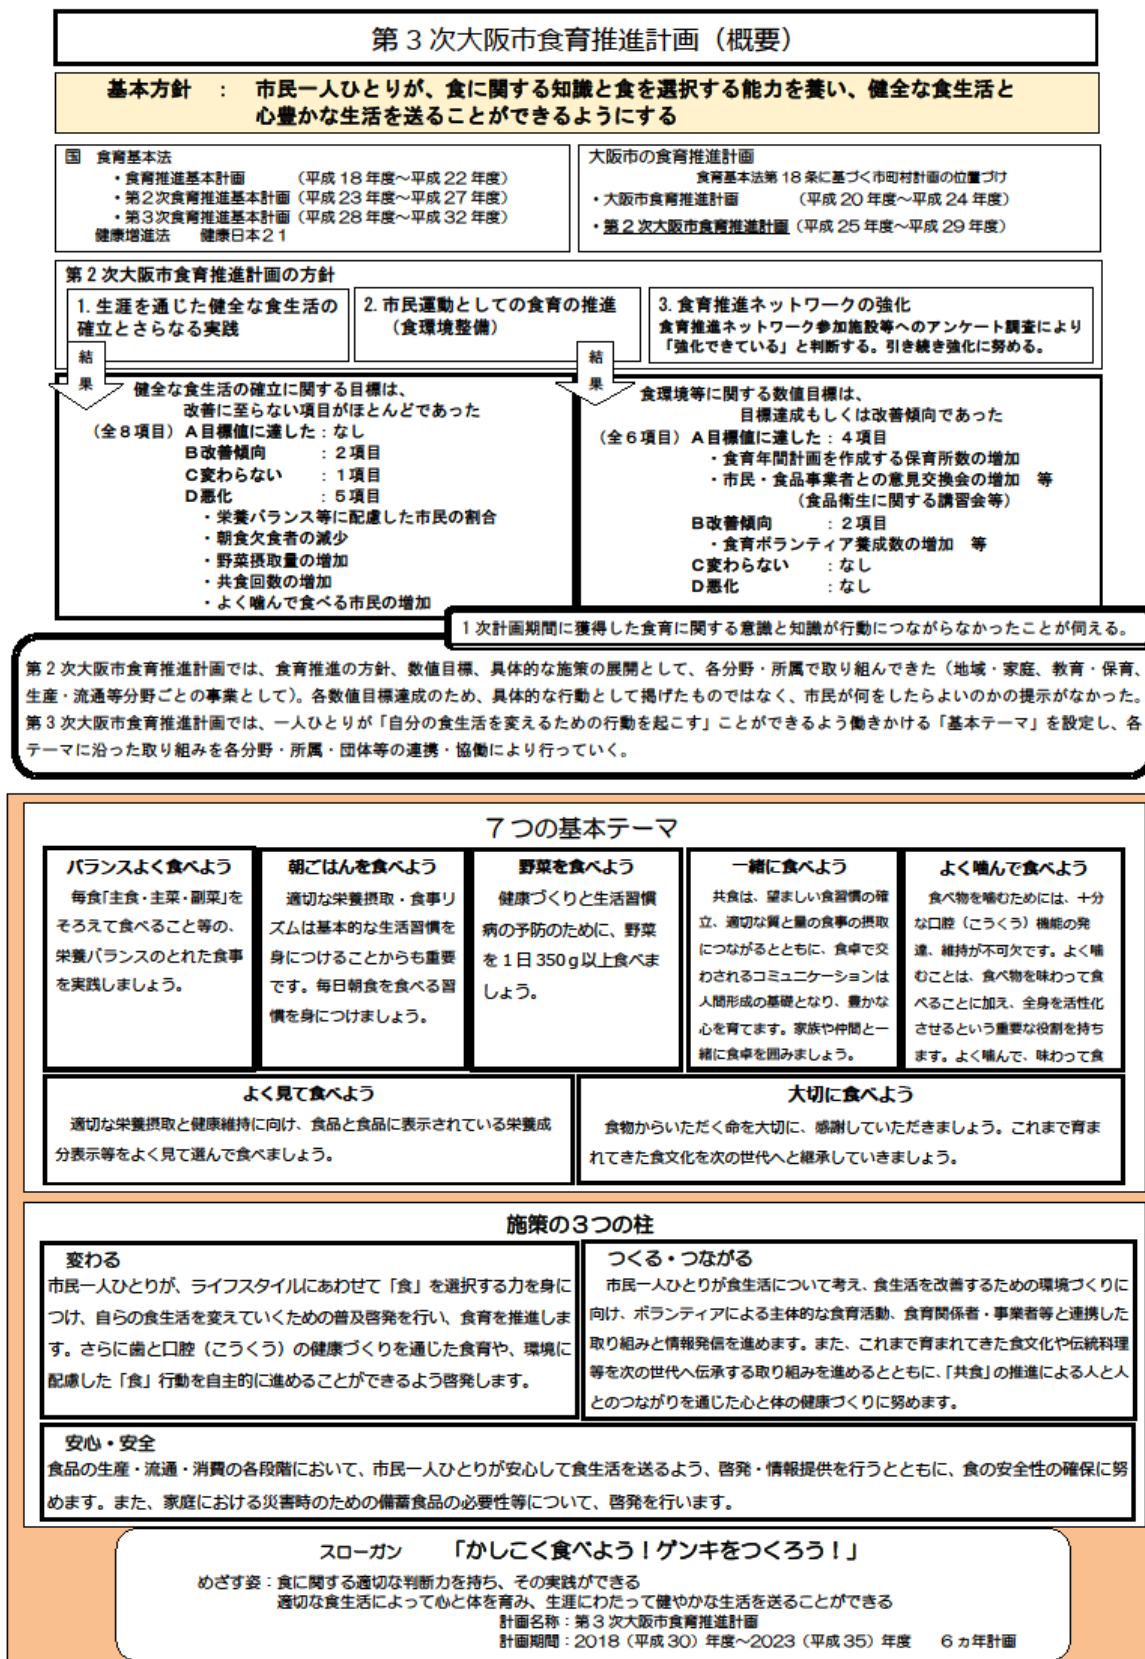 第３次大阪市食育推進計画（概要）
基本方針　：　市民一人ひとりが、食に関する知識と食を選択する能力を養い、健全な食生活と
心豊かな生活を送ることができるようにする
国　食育基本法
・食育推進基本計画　　　（平成 18 年度～平成 22 年度）
・第２次食育推進基本計画（平成 23 年度～平成 27 年度）
・第３次食育推進基本計画（平成 28 年度～平成 32 年度）
健康増進法　　健康日本２１
大阪市の食育推進計画
食育基本法第 18 条に基づく市町村計画の位置づけ
・大阪市食育推進計画　　　　（平成 20 年度～平成 24 年度）
・第２次大阪市食育推進計画（平成 25 年度～平成 29 年度）
第２次大阪市食育推進計画の方針
1. 生涯を通じた健全な食生活の
確立とさらなる実践
2. 市民運動としての食育の推進
（食環境整備）
3. 食育推進ネットワークの強化
食育推進ネットワーク参加施設等へのアンケート調査により
「強化できている」と判断する。引き続き強化に努める。
結
果
健全な食生活の確立に関する目標は、
改善に至らない項目がほとんどであった
（全８項目）Ａ目標値に達した：なし
Ｂ改善傾向　　　：２項目
Ｃ変わらない　　：１項目
Ｄ悪化　　　　　：５項目
・栄養バランス等に配慮した市民の割合
・朝食欠食者の減少
・野菜摂取量の増加
・共食回数の増加
・よく噛んで食べる市民の増加
結
果
食環境等に関する数値目標は、
目標達成もしくは改善傾向であった
（全６項目）Ａ目標値に達した：４項目
・食育年間計画を作成する保育所数の増加
・市民・食品事業者との意見交換会の増加　等
（食品衛生に関する講習会等）
Ｂ改善傾向　　　：２項目
・食育ボランティア養成数の増加　等
Ｃ変わらない　　：なし
Ｄ悪化　　　　　：なし
１次計画期間に獲得した食育に関する意識と知識が行動につながらなかったことが伺える。
第２次大阪市食育推進計画では、食育推進の方針、数値目標、具体的な施策の展開として、各分野・所属で取り組んできた（地域・家庭、教育・保育、
生産・流通等分野ごとの事業として）。各数値目標達成のため、具体的な行動として掲げたものではなく、市民が何をしたらよいのかの提示がなかった。
第３次大阪市食育推進計画では、一人ひとりが「自分の食生活を変えるための行動を起こす」ことができるよう働きかける「基本テーマ」を設定し、各
テーマに沿った取り組みを各分野・所属・団体等の連携・協働により行っていく。
７つの基本テーマ
バランスよく食べよう
毎食「主食・主菜・副菜」を
そろえて食べること等の、
栄養バランスのとれた食事
を実践しましょう。
朝ごはんを食べよう
適切な栄養摂取・食事リ
ズムは基本的な生活習慣を
身につけることからも重要
です。毎日朝食を食べる習
慣を身につけましょう。
野菜を食べよう
健康づくりと生活習慣
病の予防のために、野菜
を１日 350ｇ以上食べま
しょう。
一緒に食べよう
共食は、望ましい食習慣の確
立、適切な質と量の食事の摂取
につながるとともに、食卓で交
わされるコミュニケーションは
人間形成の基礎となり、豊かな
心を育てます。家族や仲間と一
緒に食卓を囲みましょう。
よく噛んで食べよう
食べ物を噛むためには、十分
な口腔（こうくう）機能の発
達、維持が不可欠です。よく噛
むことは、食べ物を味わって食
べることに加え、全身を活性化
させるという重要な役割を持ち
ます。よく噛んで、味わって食
よく見て食べよう
適切な栄養摂取と健康維持に向け、食品と食品に表示されている栄養成
分表示等をよく見て選んで食べましょう。
大切に食べよう
食物からいただく命を大切に、感謝していただきましょう。これまで育ま
れてきた食文化を次の世代へと継承していきましょう。
施策の３つの柱
変わる
市民一人ひとりが、ライフスタイルにあわせて「食」を選択する力を身に
つけ、自らの食生活を変えていくための普及啓発を行い、食育を推進しま
す。さらに歯と口腔（こうくう）の健康づくりを通じた食育や、環境に
配慮した「食」行動を自主的に進めることができるよう啓発します。
つくる・つながる
市民一人ひとりが食生活について考え、食生活を改善するための環境づくりに
向け、ボランティアによる主体的な食育活動、食育関係者・事業者等と連携した
取り組みと情報発信を進めます。また、これまで育まれてきた食文化や伝統料理
等を次の世代へ伝承する取り組みを進めるとともに、「共食」の推進による人と人
とのつながりを通じた心と体の健康づくりに努めます。
安心・安全
食品の生産・流通・消費の各段階において、市民一人ひとりが安心して食生活を送るよう、啓発・情報提供を行うとともに、食の安全性の確保に努
めます。また、家庭における災害時のための備蓄食品の必要性等について、啓発を行います。
スローガン　「かしこく食べよう！ゲンキをつくろう！」
めざす姿：食に関する適切な判断力を持ち、その実践ができる
適切な食生活によって心と体を育み、生涯にわたって健やかな生活を送ることができる
計画名称：第３次大阪市食育推進計画
計画期間：2018（平成 30）年度～2023（平成 35）年度　６ヵ年計画